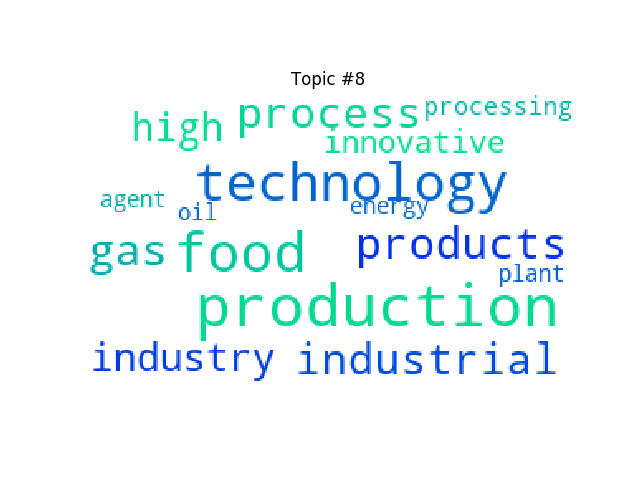 Topic #8
high process processing
innovative
technology
agent oil energy
gas food products
plant
production
industry industrial